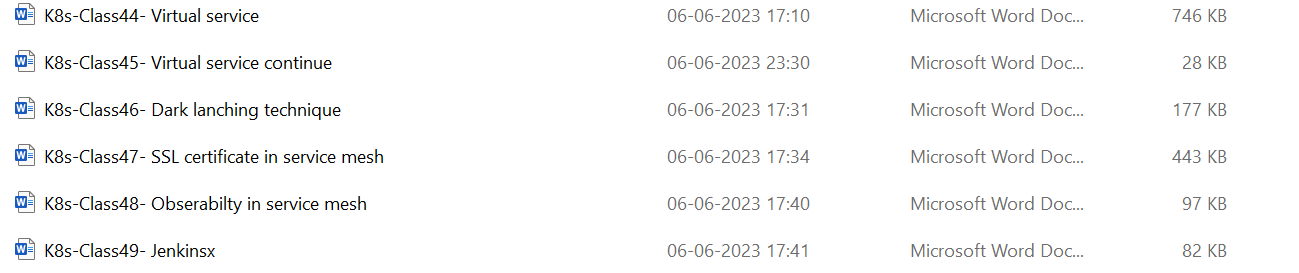 K8s-Class44- Virtual service 06-06-2023 17:10 Microsoft Word Doc... 746 KB
K8s-Class45- Virtual service continue 06-06-2023 23:30 Microsoft Word Doc... 28 KB
K8s-Class46- Dark lanching technique 06-06-2023 17:31 Microsoft Word Doc... 177 KB
K8s-Class47- SSL certificate in service mesh 06-06-2023 17:34 Microsoft Word Doc... 443 KB
K8s-Class48- Obserabilty in service mesh 06-06-2023 17:40 Microsoft Word Doc... 97 KB
K8s-Class49- Jenkinsx 06-06-2023 17:41 Microsoft Word Doc... 82 KB